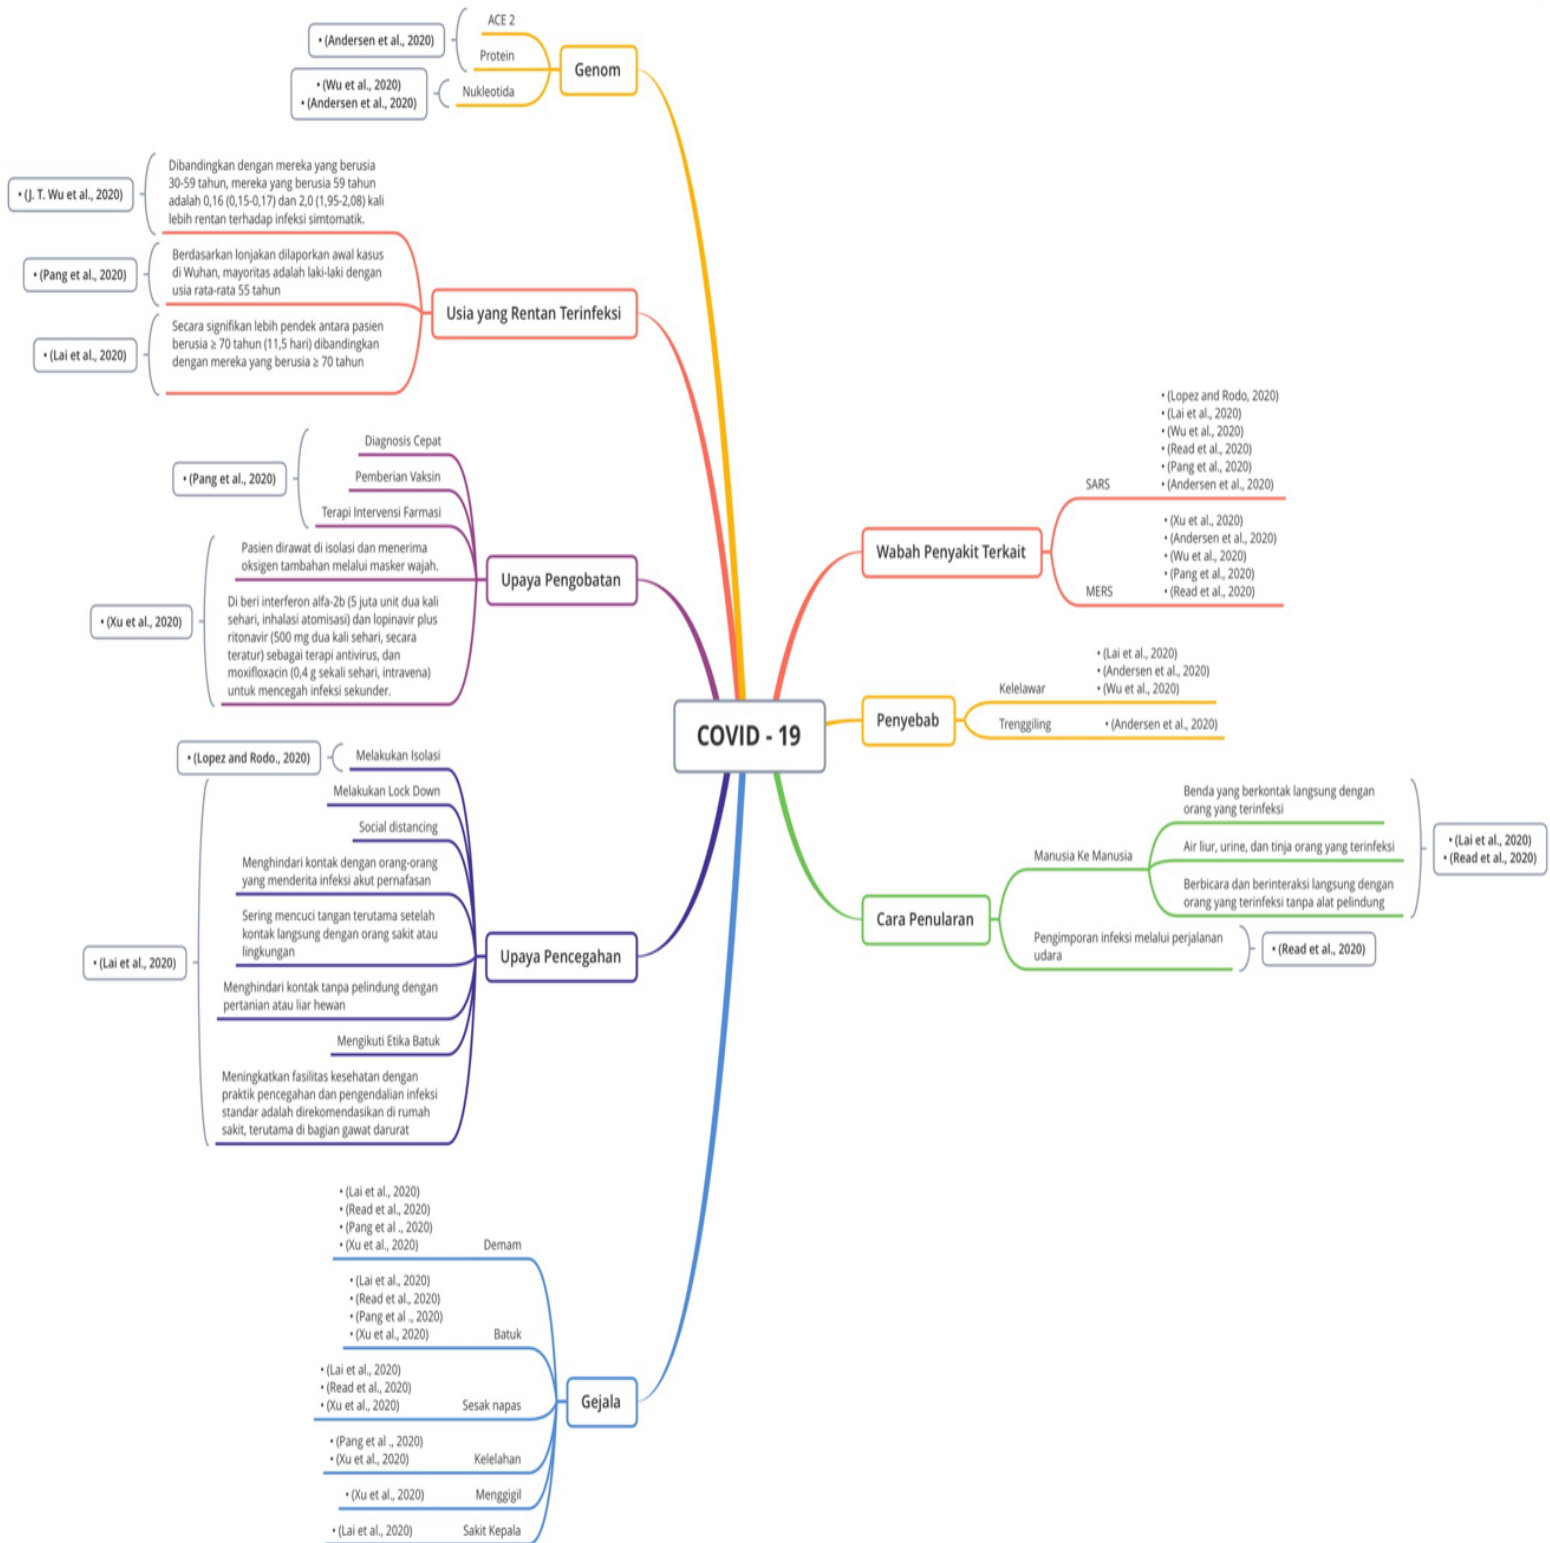 COVID - 19
Genom
ACE 2
Protein
• (Andersen et al., 2020)
Nukleotida
• (Wu et al., 2020)
• (Andersen et al., 2020)
Usia yang Rentan Terinfeksi
Dibandingkan dengan mereka yang berusia
30-59 tahun, mereka yang berusia 59 tahun
adalah 0,16 (0,15-0,17) dan 2,0 (1,95-2,08) kali
lebih rentan terhadap infeksi simtomatik.
• (J. T. Wu et al., 2020)
Berdasarkan lonjakan dilaporkan awal kasus
di Wuhan, mayoritas adalah laki-laki dengan
usia rata-rata 55 tahun
• (Pang et al., 2020)
Secara signifikan lebih pendek antara pasien
berusia ≥ 70 tahun (11,5 hari) dibandingkan
dengan mereka yang berusia ≥ 70 tahun
• (Lai et al., 2020)
Upaya Pengobatan
Diagnosis Cepat
Pemberian Vaksin
Terapi Intervensi Farmasi
• (Pang et al., 2020)
Pasien dirawat di isolasi dan menerima
oksigen tambahan melalui masker wajah.
Di beri interferon alfa-2b (5 juta unit dua kali
sehari, inhalasi atomisasi) dan lopinavir plus
ritonavir (500 mg dua kali sehari, secara
teratur) sebagai terapi antivirus, dan
moxifloxacin (0,4 g sekali sehari, intravena)
untuk mencegah infeksi sekunder.
• (Xu et al., 2020)
Upaya Pencegahan
Melakukan Isolasi
• (Lopez and Rodo., 2020)
Melakukan Lock Down
Social distancing
Menghindari kontak dengan orang-orang
yang menderita infeksi akut pernafasan
Sering mencuci tangan terutama setelah
kontak langsung dengan orang sakit atau
lingkungan
Menghindari kontak tanpa pelindung dengan
pertanian atau liar hewan
Mengikuti Etika Batuk
Meningkatkan fasilitas kesehatan dengan
praktik pencegahan dan pengendalian infeksi
standar adalah direkomendasikan di rumah
sakit, terutama di bagian gawat darurat
• (Lai et al., 2020)
Gejala
• (Lai et al., 2020)
• (Read et al., 2020)
• (Pang et al ., 2020)
• (Xu et al., 2020)
Demam
• (Lai et al., 2020)
• (Read et al., 2020)
• (Pang et al ., 2020)
• (Xu et al., 2020)
Batuk
• (Lai et al., 2020)
• (Read et al., 2020)
• (Xu et al., 2020)
Sesak napas
• (Pang et al ., 2020)
• (Xu et al., 2020)
Kelelahan
• (Xu et al., 2020)
Menggigil
• (Lai et al., 2020)
Sakit Kepala
Wabah Penyakit Terkait
SARS
• (Lopez and Rodo, 2020)
• (Lai et al., 2020)
• (Wu et al., 2020)
• (Read et al., 2020)
• (Pang et al., 2020)
• (Andersen et al., 2020)
MERS
• (Xu et al., 2020)
• (Andersen et al., 2020)
• (Wu et al., 2020)
• (Pang et al., 2020)
• (Read et al., 2020)
Penyebab
Kelelawar
• (Lai et al., 2020)
• (Andersen et al., 2020)
• (Wu et al., 2020)
Trenggiling
• (Andersen et al., 2020)
Cara Penularan
Manusia Ke Manusia
Benda yang berkontak langsung dengan
orang yang terinfeksi
Air liur, urine, dan tinja orang yang terinfeksi
Berbicara dan berinteraksi langsung dengan
orang yang terinfeksi tanpa alat pelindung
• (Lai et al., 2020)
• (Read et al., 2020)
Pengimporan infeksi melalui perjalanan
udara
• (Read et al., 2020)